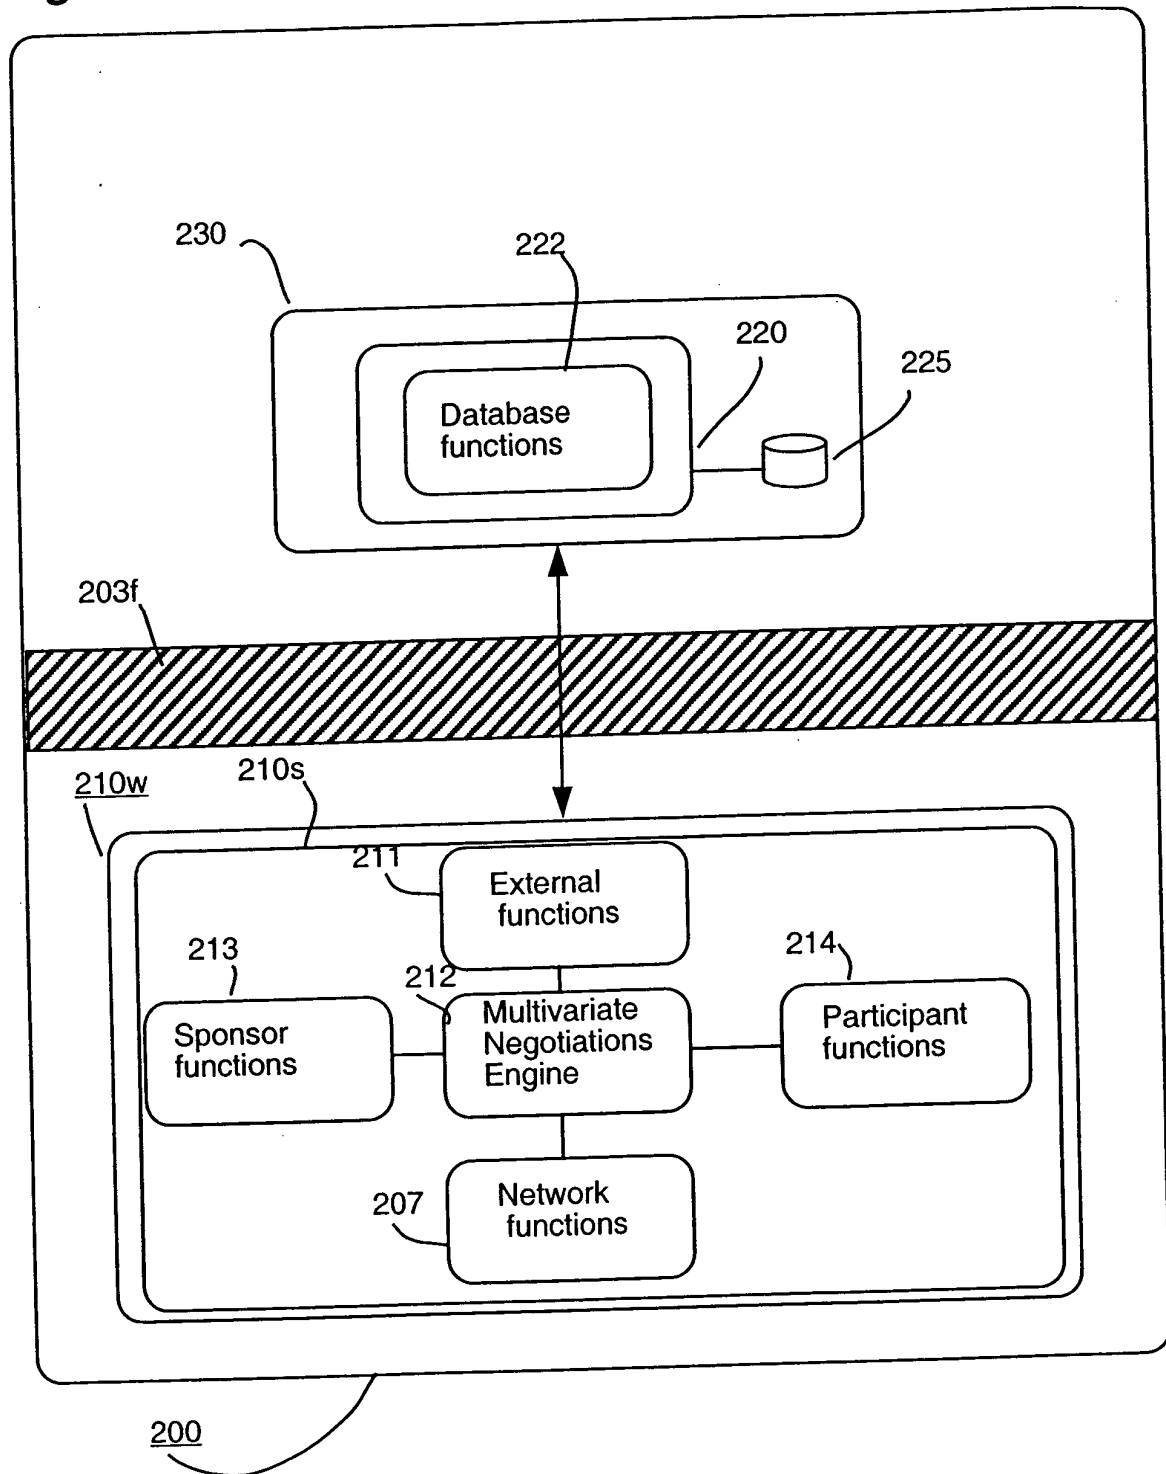 230
222
220
225
Database
functions
203f
210w
210s
211
External
functions
213
212
214
Sponsor
functions
Multivariate
Negotiations
Engine
Participant
functions
207
Network
functions
200